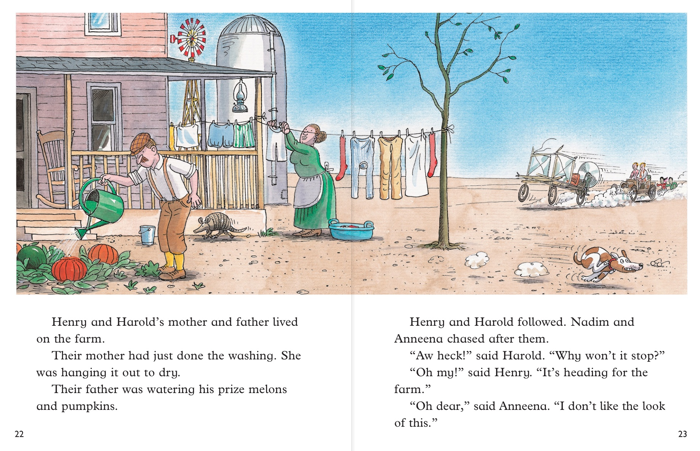 Henry and Harold's mother and father lived
on the farm.
Their mother had just done the washing. She
was hanging it out to dry.
Their father was watering his prize melons
and pumpkins.
22
Henry and Harold followed. Nadim and
Anneena chased after them.
“Aw heck!” said Harold. “Why won't it stop?”
“Oh my!” said Henry. “It's heading for the
farm.”
“Oh dear,” said Anneena. “I don't like the look
of this.”
23